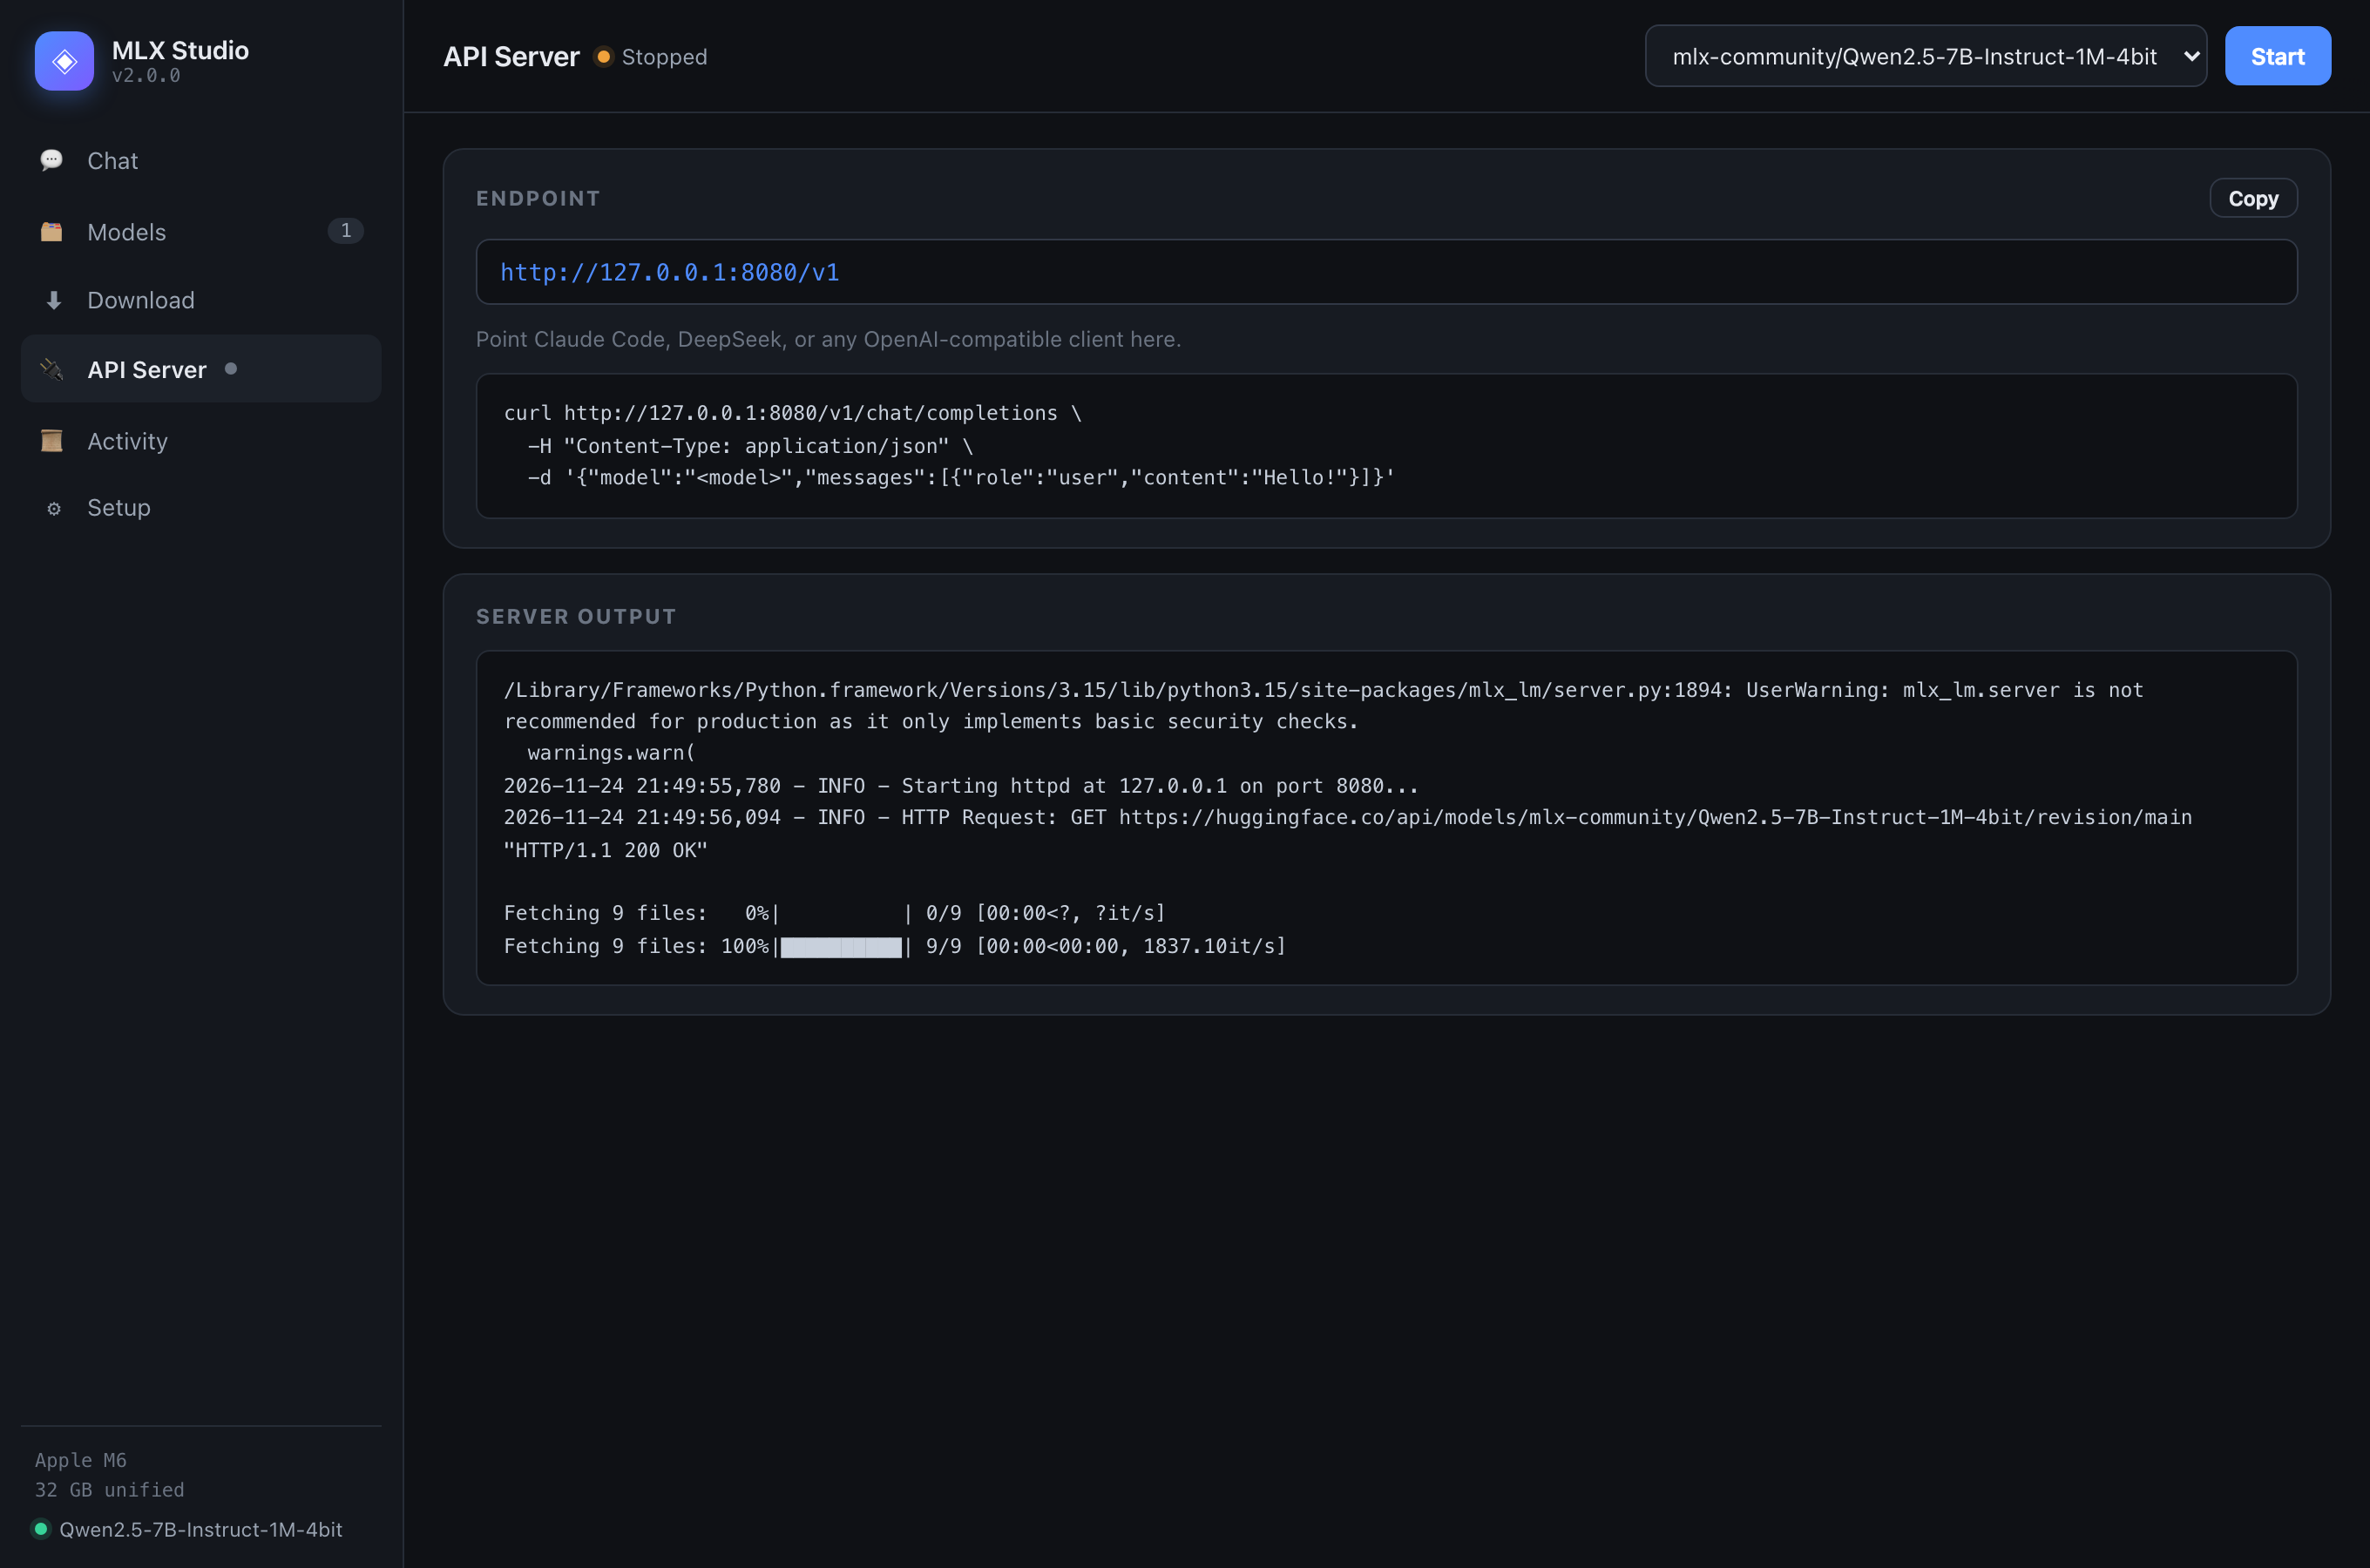 MLX Studio
v2.0.0
Chat
Models 1
Download
API Server
Activity
Setup
Apple M6
32 GB unified
Qwen2.5-7B-Instruct-1M-4bit
API Server Stopped
mlx-community/Qwen2.5-7B-Instruct-1M-4bit
Start
ENDPOINT
Copy
http://127.0.0.1:8080/v1
Point Claude Code, DeepSeek, or any OpenAI-compatible client here.
curl http://127.0.0.1:8080/v1/chat/completions \
  -H "Content-Type: application/json" \
  -d '{"model":"<model>","messages":[{"role":"user","content":"Hello!"}]}'
SERVER OUTPUT
/Library/Frameworks/Python.framework/Versions/3.15/lib/python3.15/site-packages/mlx_lm/server.py:1894: UserWarning: mlx_lm.server is not
recommended for production as it only implements basic security checks.
  warnings.warn(
2026-11-24 21:49:55,780 - INFO - Starting httpd at 127.0.0.1 on port 8080...
2026-11-24 21:49:56,094 - INFO - HTTP Request: GET https://huggingface.co/api/models/mlx-community/Qwen2.5-7B-Instruct-1M-4bit/revision/main
"HTTP/1.1 200 OK"
Fetching 9 files:   0%|          | 0/9 [00:00<?, ?it/s]
Fetching 9 files: 100%|██████████| 9/9 [00:00<00:00, 1837.10it/s]